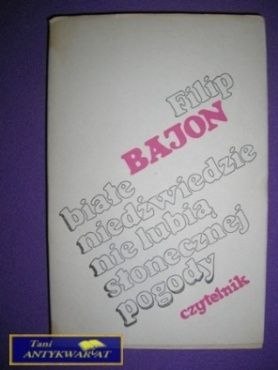 Filip
BAJON
białe
niedźwiedzie
nie lubią
słonecznej
pogody
czytelnik
Tani
ANTYKWARIAT